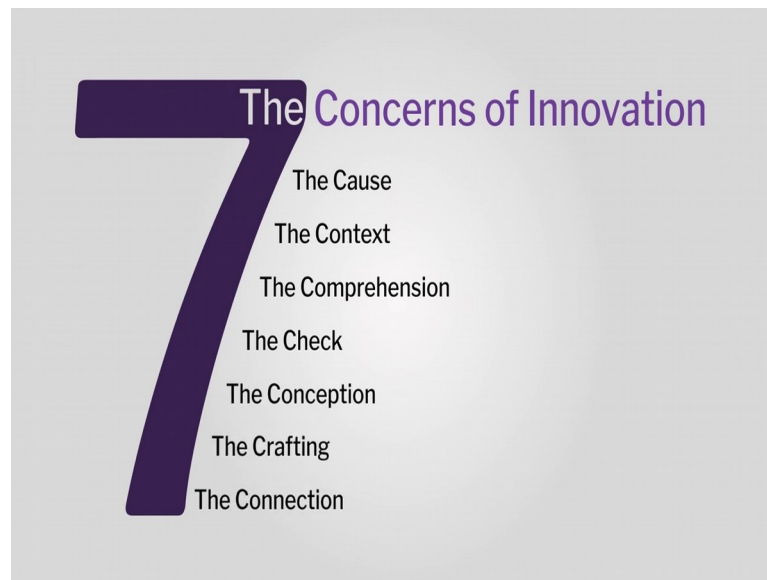 7
The Concerns of Innovation
The Cause
The Context
The Comprehension
The Check
The Conception
The Crafting
The Connection